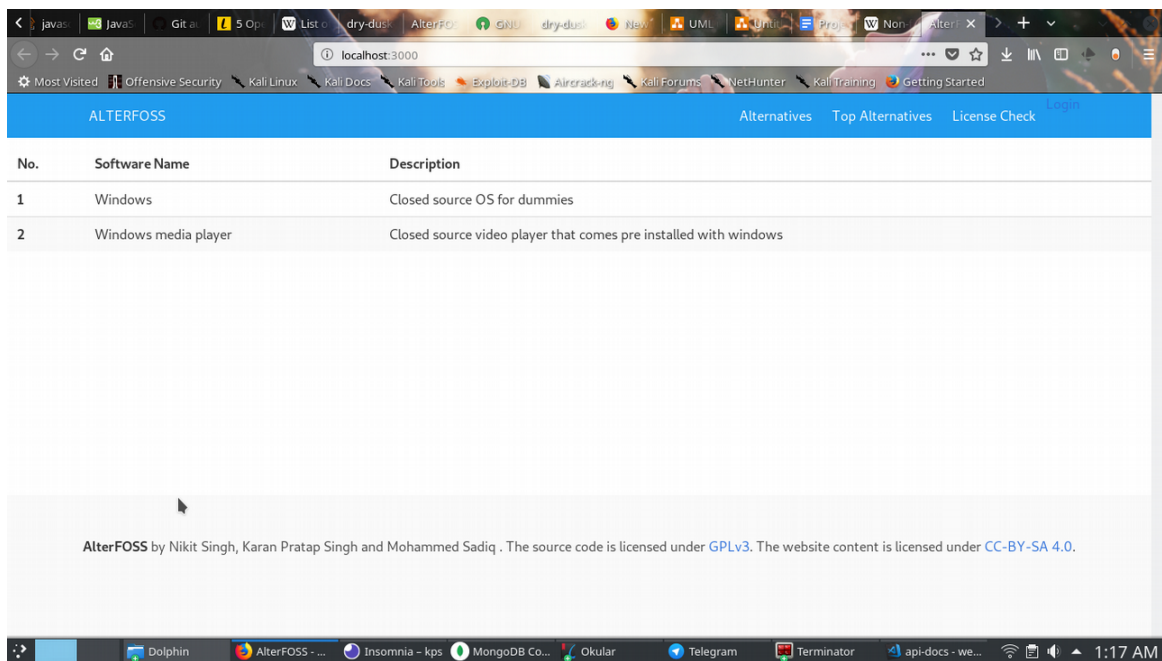 javas JavaS Git au 5 Ope List o dry-dusk AlterFO GNU dry-dusk New UML Untit Proj Non- AlterF
localhost:3000
Most Visited Offensive Security Kali Linux Kali Docs Kali Tools Exploit-DB Aircrack-ng Kali Forums NetHunter Kali Training Getting Started
ALTERFOSS Alternatives Top Alternatives License Check Login
No. Software Name Description
1 Windows Closed source OS for dummies
2 Windows media player Closed source video player that comes pre installed with windows
AlterFOSS by Nikit Singh, Karan Pratap Singh and Mohammed Sadiq . The source code is licensed under GPLv3. The website content is licensed under CC-BY-SA 4.0.
Dolphin AlterFOSS - ... Insomnia – kps MongoDB Co... Okular Telegram Terminator api-docs - we... 1:17 AM